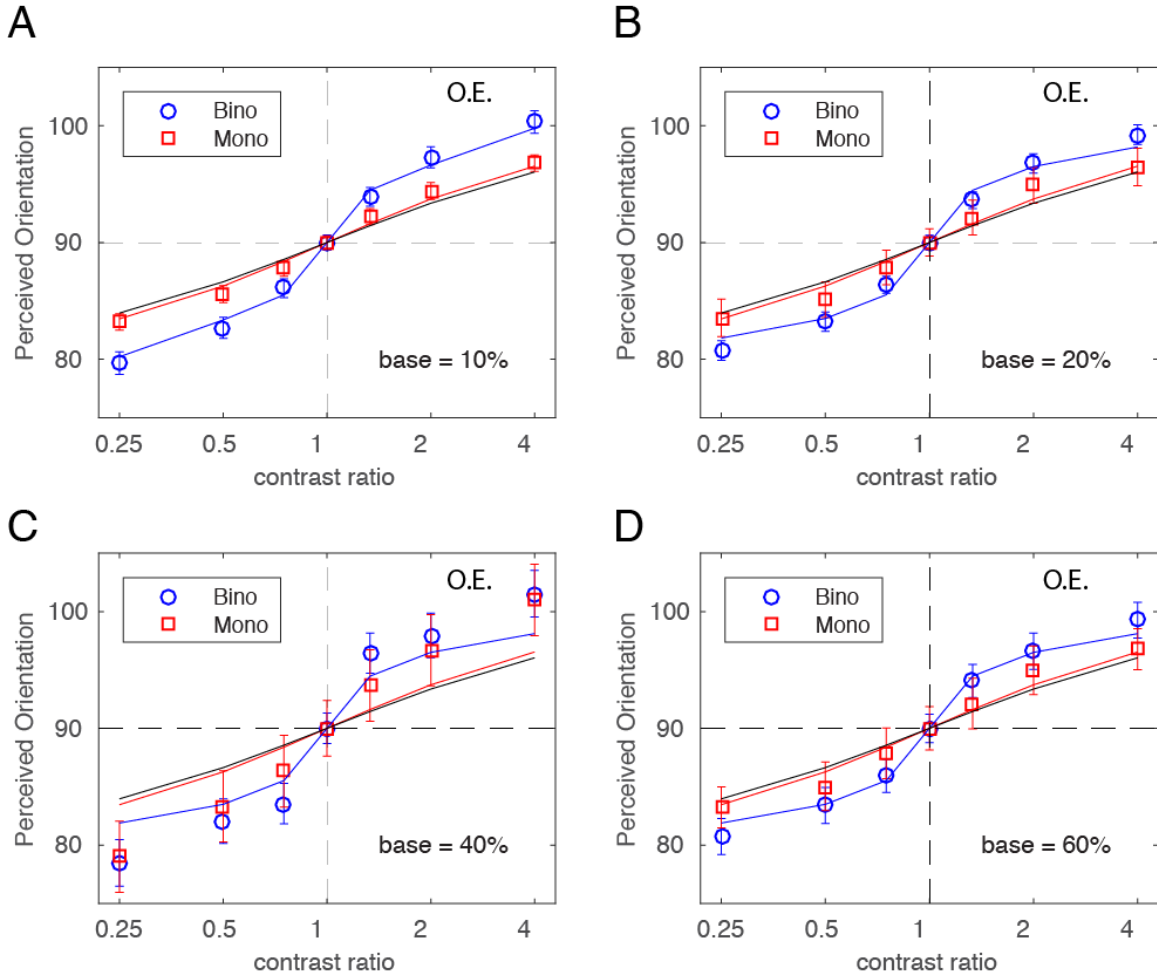 A
O.E.
Bino
Mono
100
90
80
Perceived Orientation
base = 10%
0.25 0.5 1 2 4
contrast ratio
B
O.E.
Bino
Mono
100
90
80
Perceived Orientation
base = 20%
0.25 0.5 1 2 4
contrast ratio
C
O.E.
Bino
Mono
100
90
80
Perceived Orientation
base = 40%
0.25 0.5 1 2 4
contrast ratio
D
O.E.
Bino
Mono
100
90
80
Perceived Orientation
base = 60%
0.25 0.5 1 2 4
contrast ratio